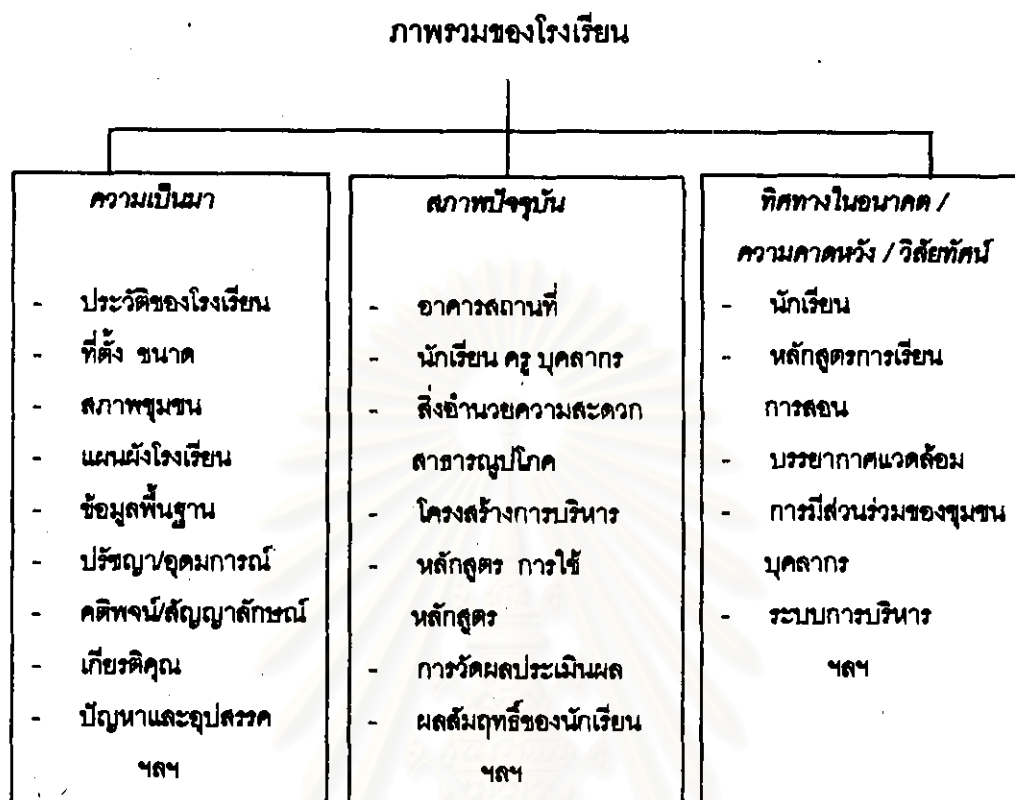 ภาพรวมของโรงเรียน
ความเป็นมา
- ประวัติของโรงเรียน
- ที่ตั้ง ขนาด
- สภาพชุมชน
- แผนผังโรงเรียน
- ข้อมูลพื้นฐาน
- ปรัชญา/อุดมการณ์
- คติพจน์/สัญญาลักษณ์
- เกียรติคุณ
- ปัญหาและอุปสรรค
ฯลฯ
สภาพปัจจุบัน
- อาคารสถานที่
- นักเรียน ครู บุคลากร
- สิ่งอำนวยความสะดวก
สาธารณูปโภค
- โครงสร้างการบริหาร
- หลักสูตร การใช้
หลักสูตร
- การวัดผลประเมินผล
- ผลสัมฤทธิ์ของนักเรียน
ฯลฯ
ทิศทางในอนาคต /
ความคาดหวัง / วิสัยทัศน์
- นักเรียน
- หลักสูตรการเรียน
การสอน
- บรรยากาศแวดล้อม
- การมีส่วนร่วมของชุมชน
บุคลากร
- ระบบการบริหาร
ฯลฯ